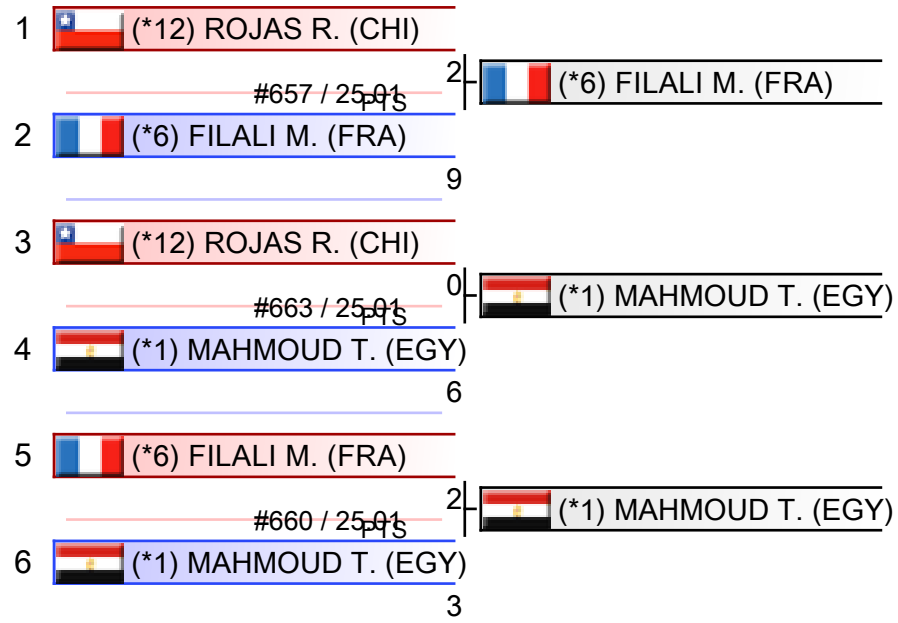 1 (*12) ROJAS R. (CHI)
2 (*6) FILALI M. (FRA)
#657 / 25-01
PTS
2 (*6) FILALI M. (FRA)
9
3 (*12) ROJAS R. (CHI)
0 (*1) MAHMOUD T. (EGY)
#663 / 25-01
PTS
4 (*1) MAHMOUD T. (EGY)
6
5 (*6) FILALI M. (FRA)
2 (*1) MAHMOUD T. (EGY)
#660 / 25-01
PTS
6 (*1) MAHMOUD T. (EGY)
3